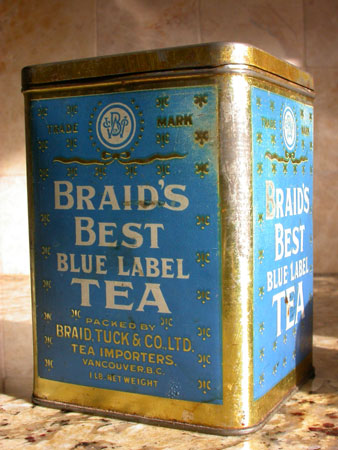 TRADE MARK
BRAID'S
BEST
BLUE LABEL
TEA
PACKED BY
BRAID, TUCK & CO., LTD.
TEA IMPORTERS.
VANCOUVER. B.C.
1 LB. NET WEIGHT
TRADE
BRAID'S
BEST
BLUE LABEL
TEA